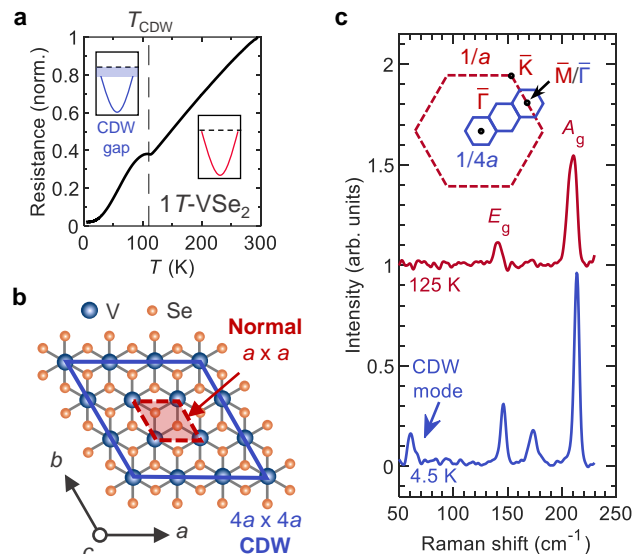 a
T_CDW
Resistance (norm.)
1
0.8
0.6
0.4
0.2
0
CDW
gap
1T-VSe₂
0
100
200
300
T (K)
b
V
Se
Normal
a x a
b
a
c
4a x 4a
CDW
c
Intensity (arb. units)
2
1.5
1
0.5
0
1/a
K̅
M̅/Γ̅
Γ̅
1/4a
A_g
E_g
125 K
CDW
mode
4.5 K
50
100
150
200
250
Raman shift (cm⁻¹)